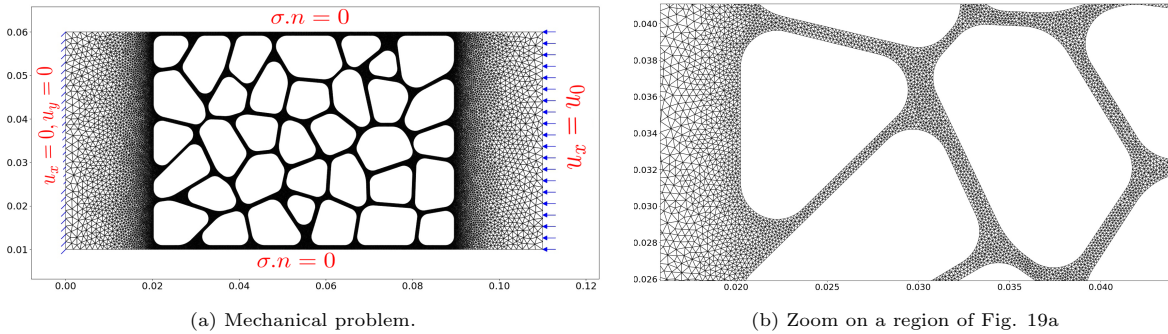 σ.n = 0
0.06
0.05
0.04
0.03
0.02
0.01
u_x = 0, u_y = 0
u_x = u_0
σ.n = 0
0.00 0.02 0.04 0.06 0.08 0.10 0.12
(a) Mechanical problem.
0.040
0.038
0.036
0.034
0.032
0.030
0.028
0.026
0.020 0.025 0.030 0.035 0.040
(b) Zoom on a region of Fig. 19a